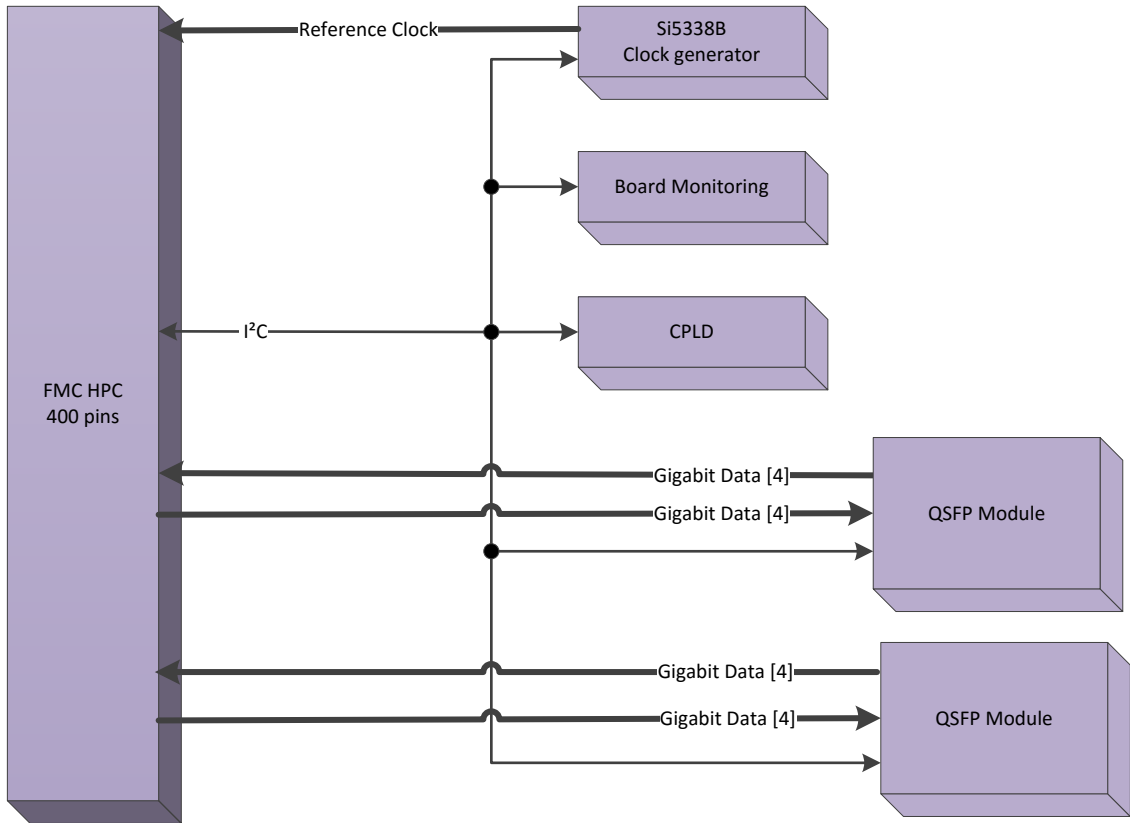 Reference Clock
Si5338B
Clock generator
Board Monitoring
I²C
CPLD
FMC HPC
400 pins
Gigabit Data [4]
Gigabit Data [4]
QSFP Module
Gigabit Data [4]
Gigabit Data [4]
QSFP Module